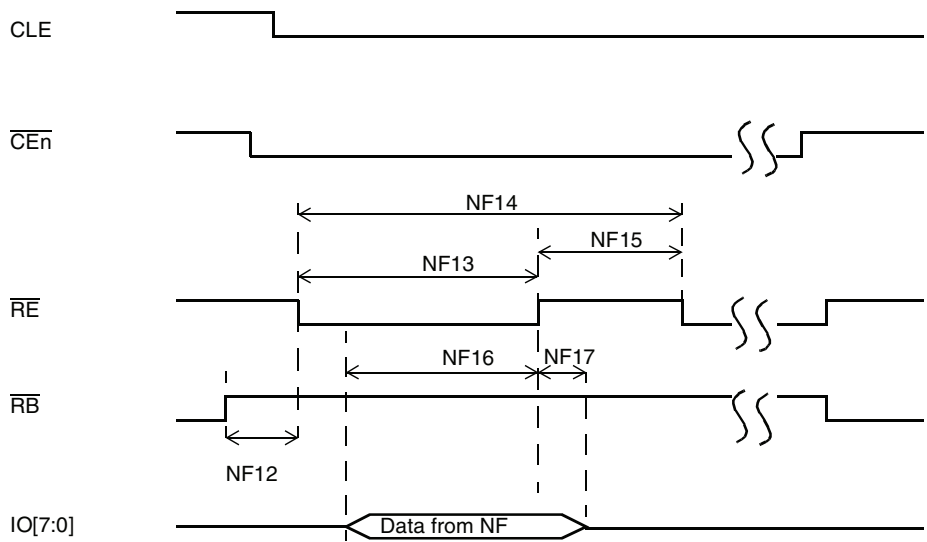 CLE
CEn
NF14
NF15
NF13
RE
NF16
NF17
RB
NF12
IO[7:0]
Data from NF